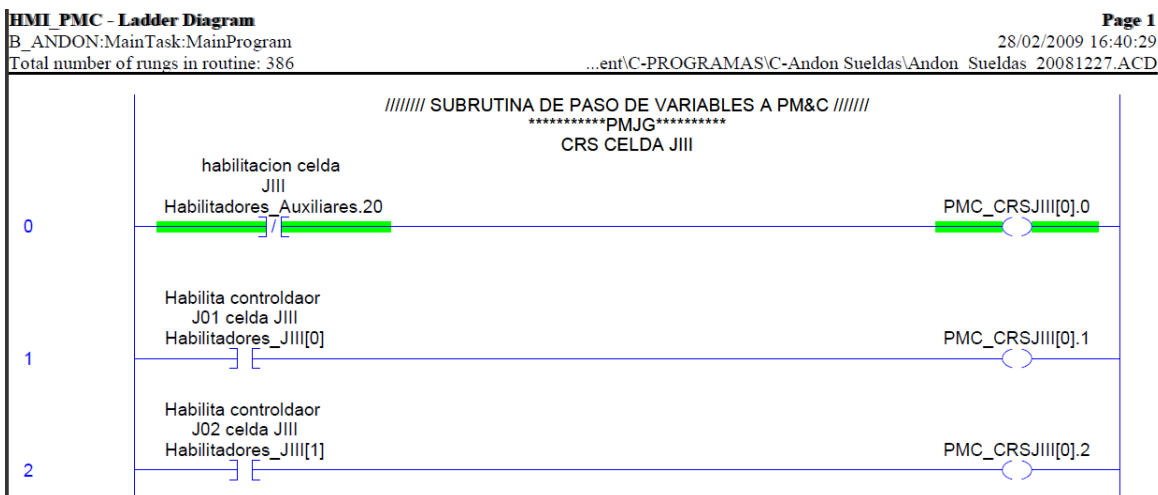 HMI_PMC - Ladder Diagram Page 1
B_ANDON:MainTask:MainProgram 28/02/2009 16:40:29
Total number of rungs in routine: 386 ...ent\C-PROGRAMAS\C-Andon Sueldas\Andon_Sueldas_20081227.ACD
//////// SUBRUTINA DE PASO DE VARIABLES A PM&C ///////
***********PMJG**********
CRS CELDA JIII
habilitacion celda
JIII
Habilitadores_Auxiliares.20 PMC_CRSJIII[0].0
0
Habilita controldaor
J01 celda JIII
Habilitadores_JIII[0] PMC_CRSJIII[0].1
1
Habilita controldaor
J02 celda JIII
Habilitadores_JIII[1] PMC_CRSJIII[0].2
2